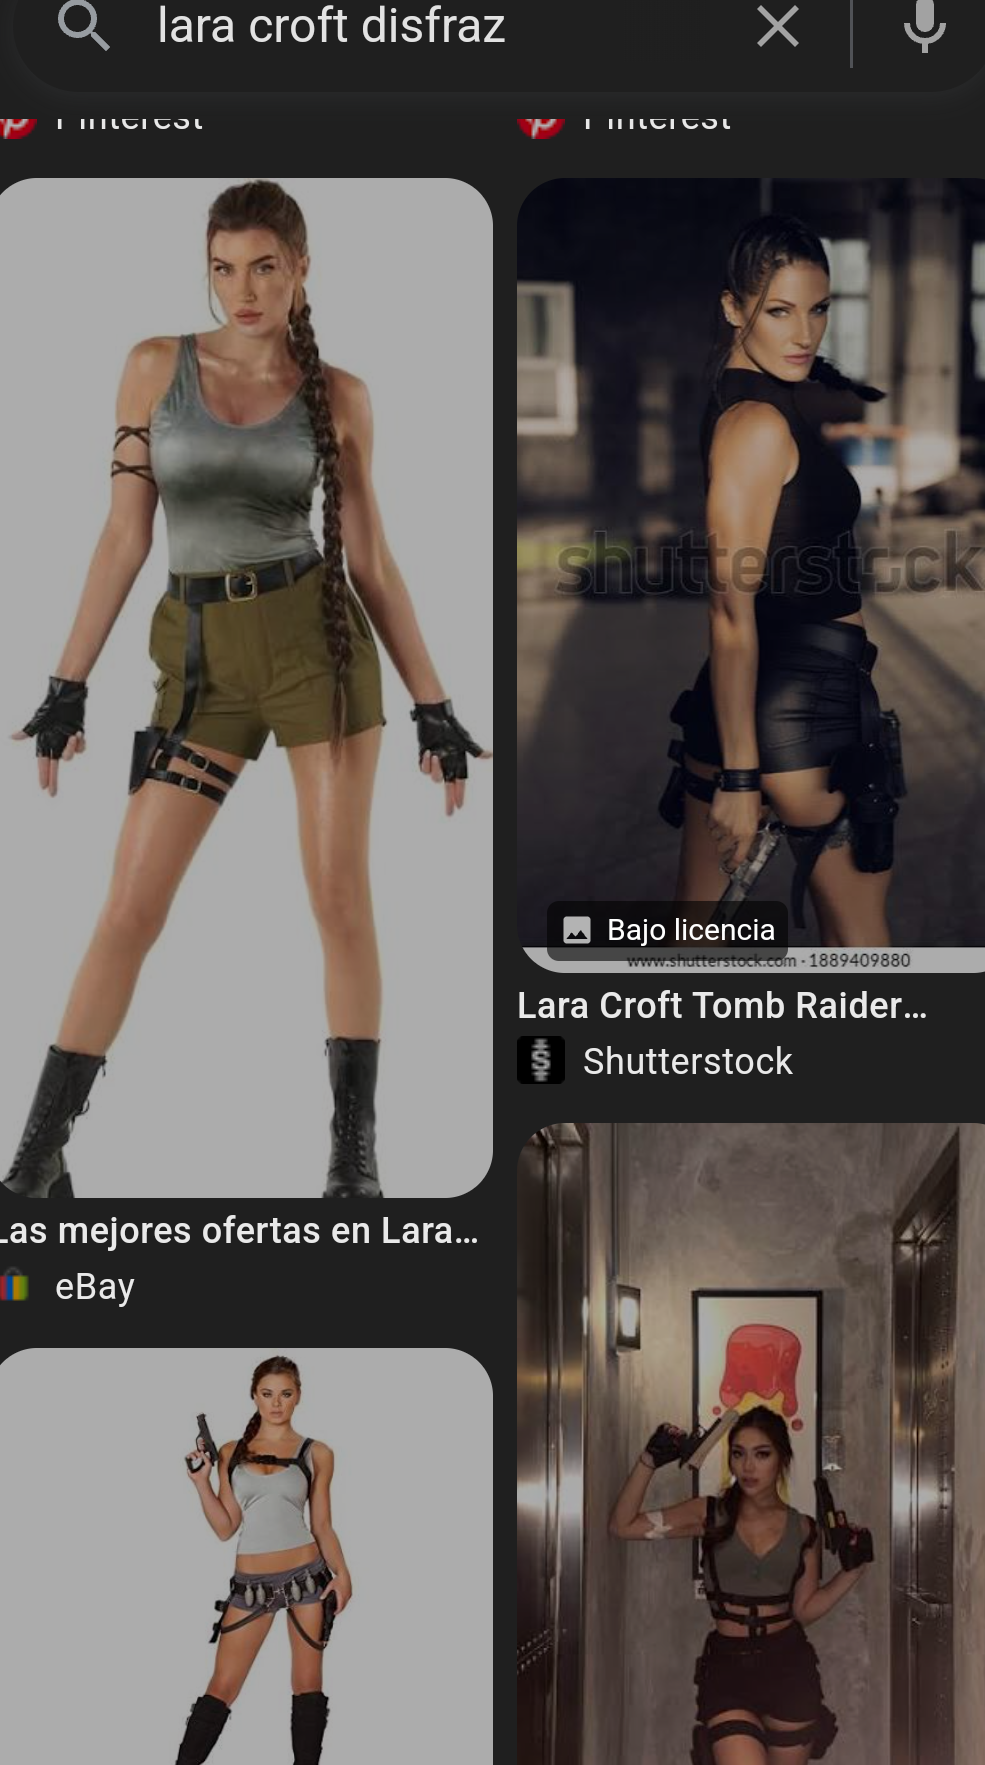 lara croft disfraz
Pinterest
Pinterest
shutterstock
Bajo licencia
www.shutterstock.com · 1889409880
Lara Croft Tomb Raider...
Shutterstock
Las mejores ofertas en Lara...
eBay